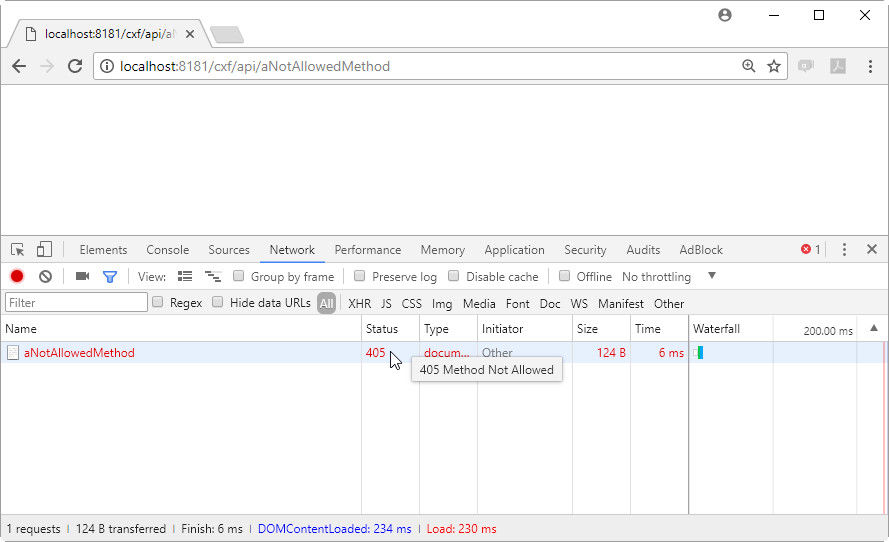 localhost:8181/cxf/api/aN
localhost:8181/cxf/api/aNotAllowedMethod
Elements Console Sources Network Performance Memory Application Security Audits AdBlock 1
View: Group by frame Preserve log Disable cache Offline No throttling
Filter Regex Hide data URLs All XHR JS CSS Img Media Font Doc WS Manifest Other
Name Status Type Initiator Size Time Waterfall 200.00 ms
aNotAllowedMethod 405 docum... Other 124 B 6 ms
405 Method Not Allowed
1 requests 124 B transferred Finish: 6 ms DOMContentLoaded: 234 ms Load: 230 ms